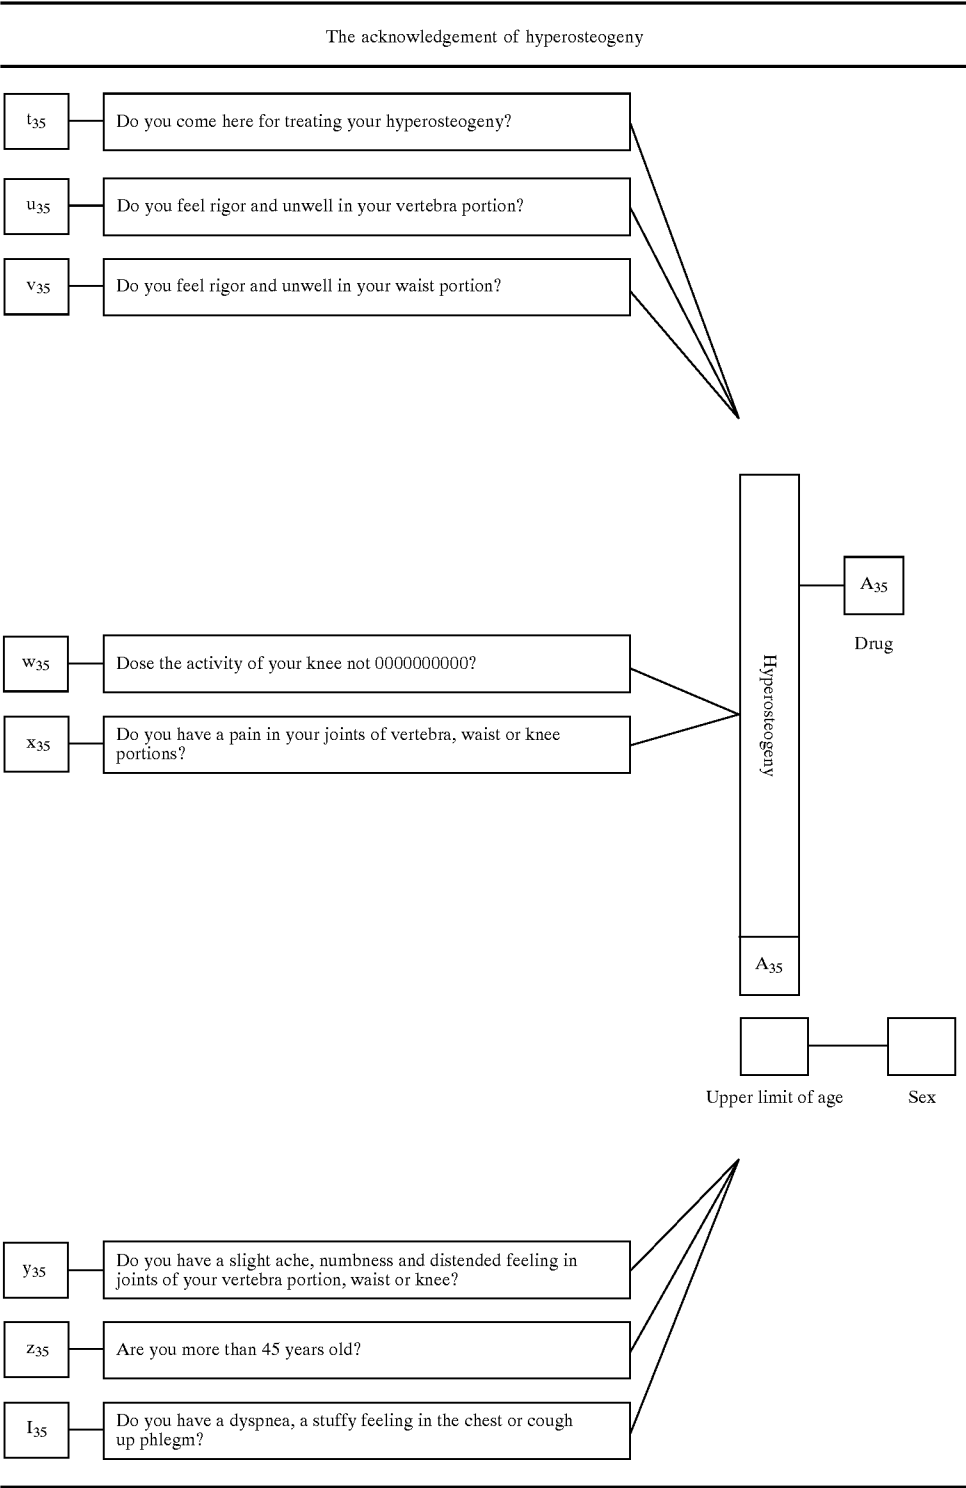 The acknowledgement of hyperosteogeny
t35
Do you come here for treating your hyperosteogeny?
u35
Do you feel rigor and unwell in your vertebra portion?
v35
Do you feel rigor and unwell in your waist portion?
A35
Drug
Hyperosteogeny
w35
Dose the activity of your knee not 0000000000?
x35
Do you have a pain in your joints of vertebra, waist or knee
portions?
A35
Upper limit of age
Sex
y35
Do you have a slight ache, numbness and distended feeling in
joints of your vertebra portion, waist or knee?
z35
Are you more than 45 years old?
I35
Do you have a dyspnea, a stuffy feeling in the chest or cough
up phlegm?